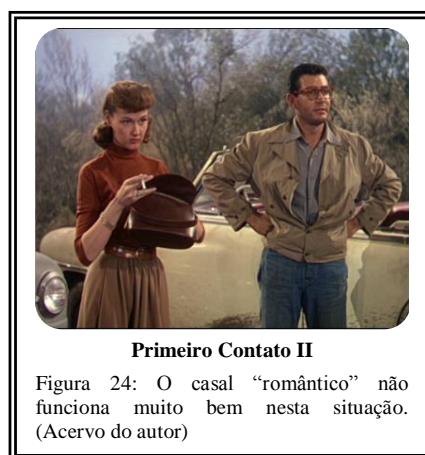 Primeiro Contato II
Figura 24: O casal “romântico” não
funciona muito bem nesta situação.
(Acervo do autor)